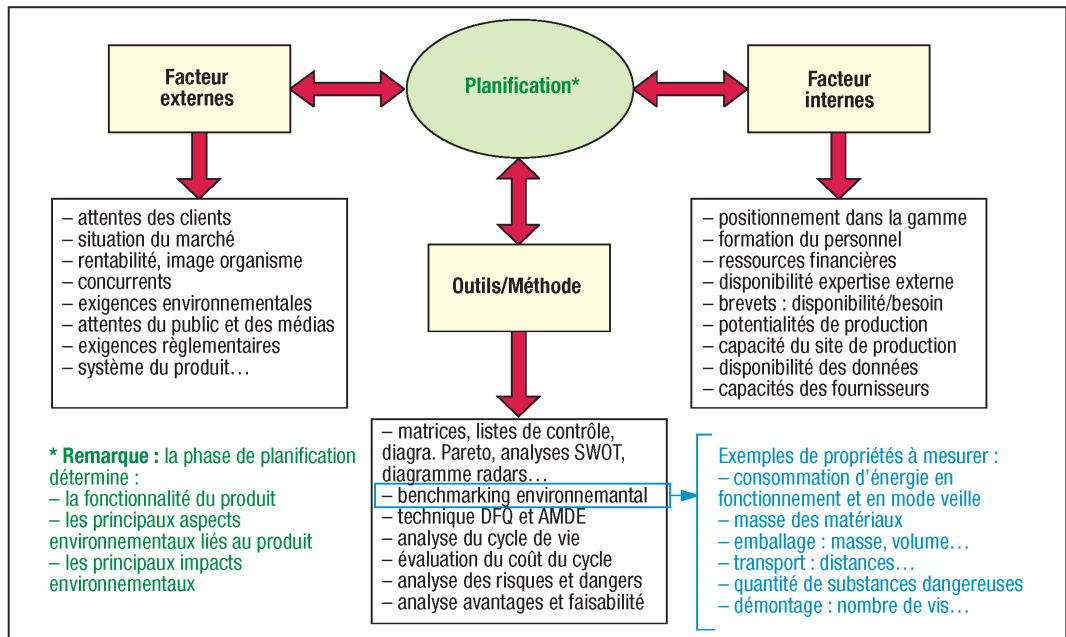 Facteur
externes
Planification*
Facteur
internes
– attentes des clients
– situation du marché
– rentabilité, image organisme
– concurrents
– exigences environnementales
– attentes du public et des médias
– exigences règlementaires
– système du produit…
Outils/Méthode
– positionnement dans la gamme
– formation du personnel
– ressources financières
– disponibilité expertise externe
– brevets : disponibilité/besoin
– potentialités de production
– capacité du site de production
– disponibilité des données
– capacités des fournisseurs
* Remarque : la phase de planification
détermine :
– la fonctionnalité du produit
– les principaux aspects
environmentaux liés au produit
– les principaux impacts
environmentaux
– matrices, listes de contrôle,
diagra. Pareto, analyses SWOT,
diagramme radars…
– benchmarking environnemantal
– technique DFQ et AMDE
– analyse du cycle de vie
– évaluation du coût du cycle
– analyse des risques et dangers
– analyse avantages et faisabilité
Exemples de propriétés à mesurer :
– consommation d'énergie en
fonctionnement et en mode veille
– masse des matériaux
– emballage : masse, volume…
– transport : distances…
– quantité de substances dangereuses
– démontage : nombre de vis…